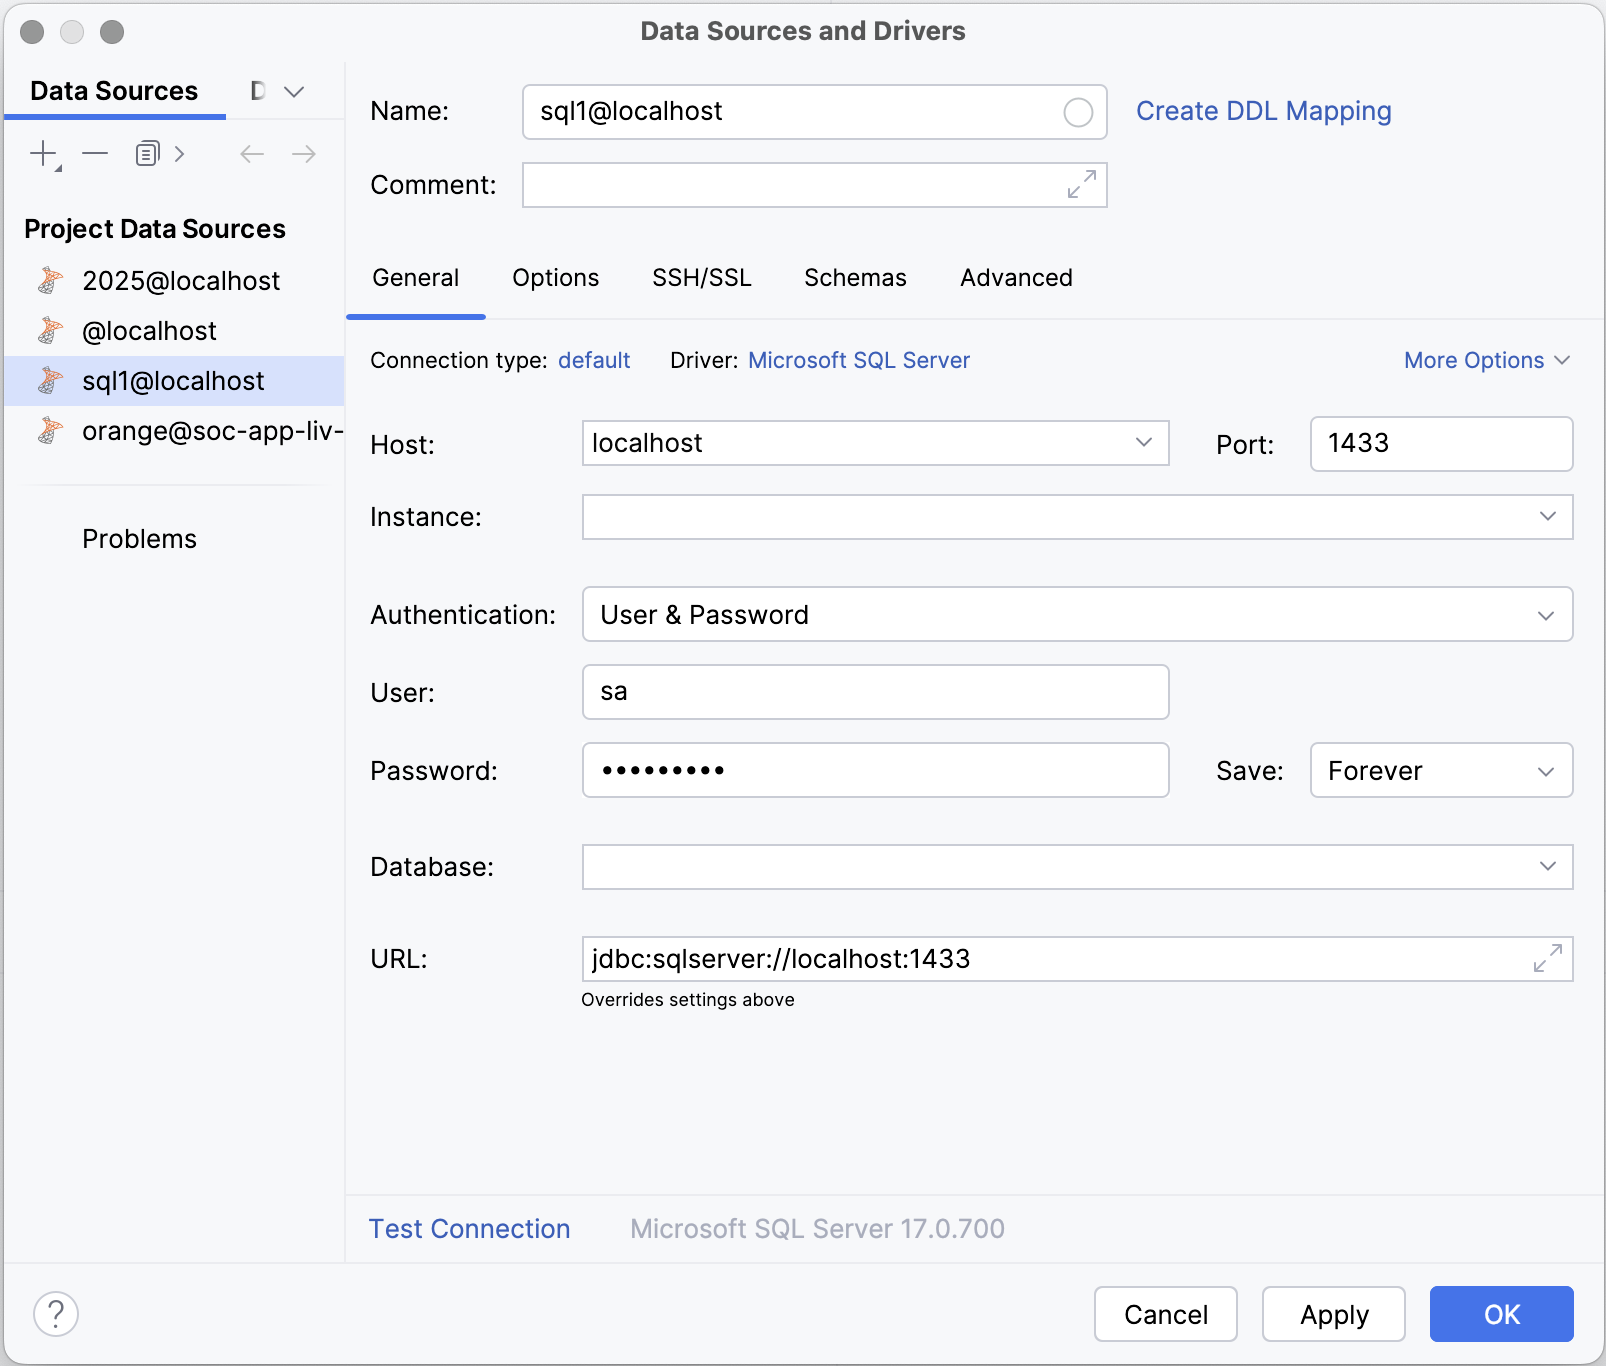 Data Sources and Drivers
Data Sources
D
Project Data Sources
2025@localhost
@localhost
sql1@localhost
orange@soc-app-liv-
Problems
Name: sql1@localhost Create DDL Mapping
Comment:
General Options SSH/SSL Schemas Advanced
Connection type: default Driver: Microsoft SQL Server More Options
Host: localhost Port: 1433
Instance:
Authentication: User & Password
User: sa
Password: ••••••••• Save: Forever
Database:
URL: jdbc:sqlserver://localhost:1433
Overrides settings above
Test Connection Microsoft SQL Server 17.0.700
? Cancel Apply OK